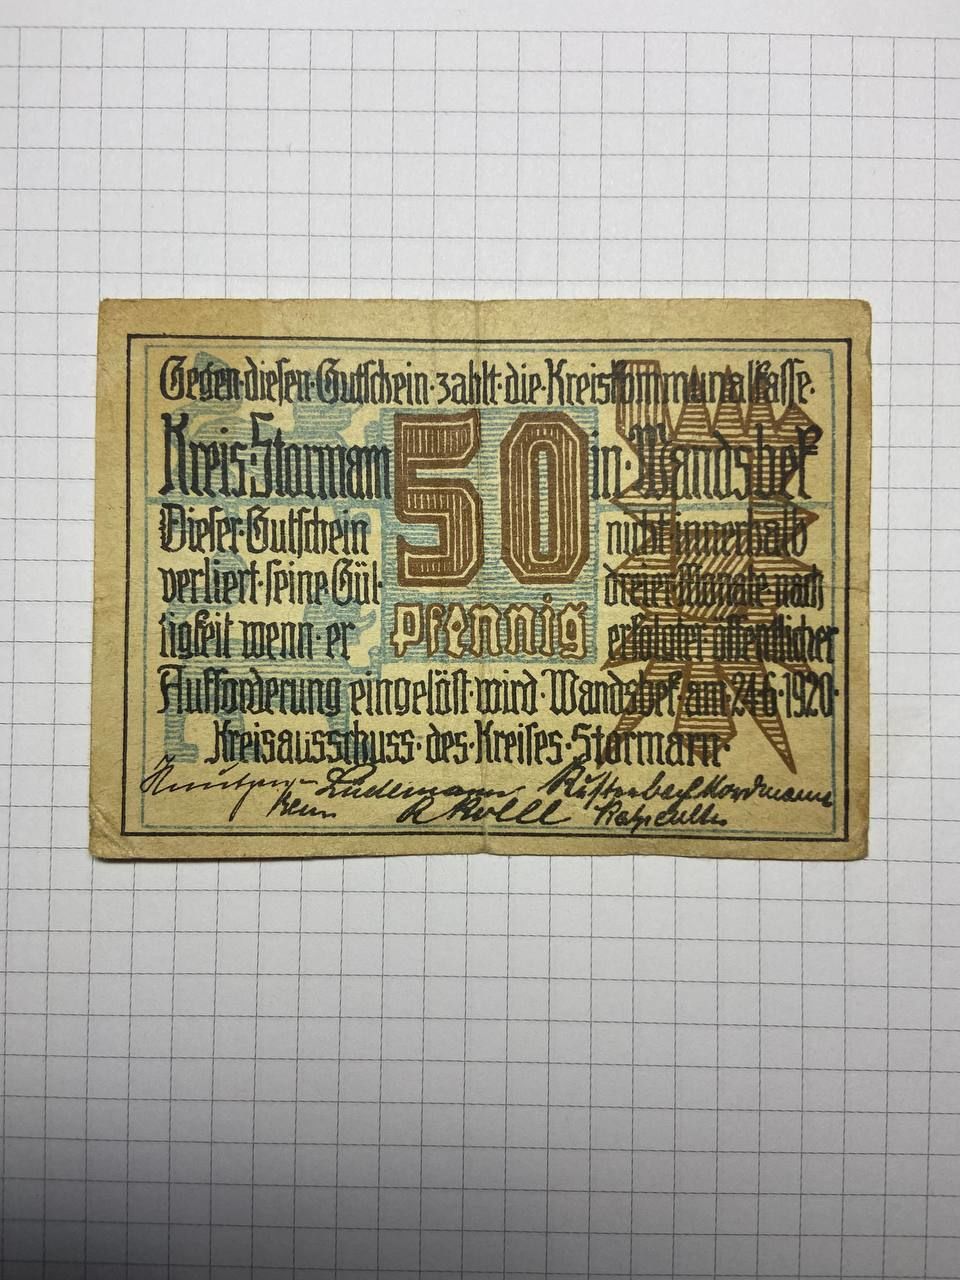 Gegen·diesen·Gutschein·zahlt·die·Kreiskommunalkasse·
Kreis·Stormarn 50 in·Wandsbek
Dieser·Gutschein nicht·innerhalb
verliert·seine·Gül- dreier·Monate·nach
tigkeit wenn·er pfennig erfolgter·öffentlicher
Aufforderung eingelöst·wird·Wandsbek·am·24·6·1920·
Kreisausschuss·des·Kreises·Stormarn·
Lüdemann